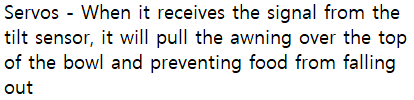 Servos - When it receives the signal from the
tilt sensor, it will pull the awning over the top
of the bowl and preventing food from falling
out